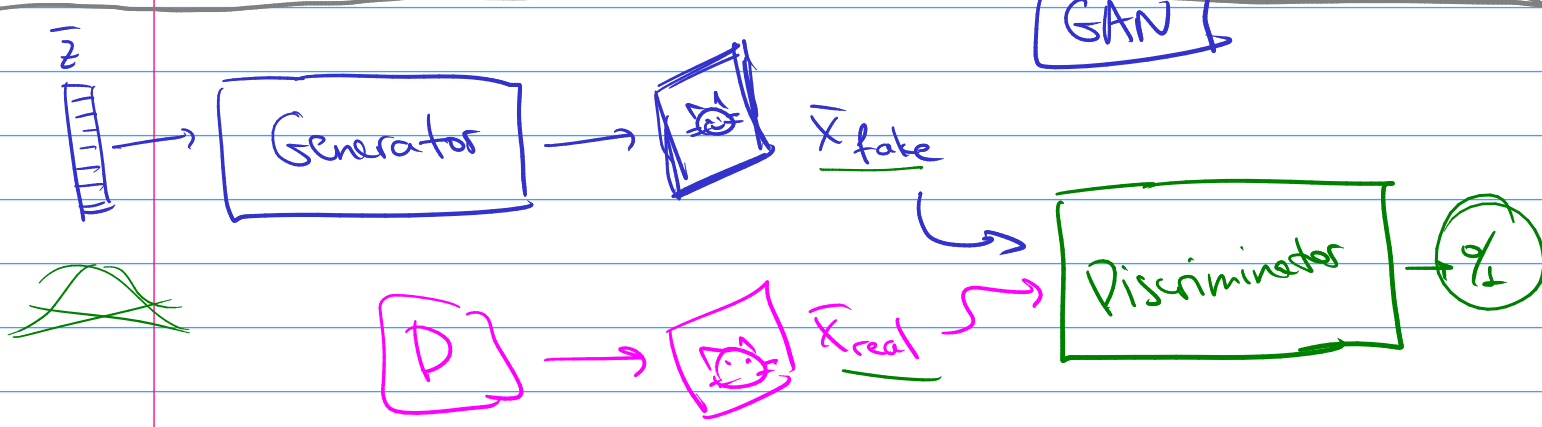 GAN
z̄
Generator
x̄ fake
Discriminator
0/1
D
x̄ real